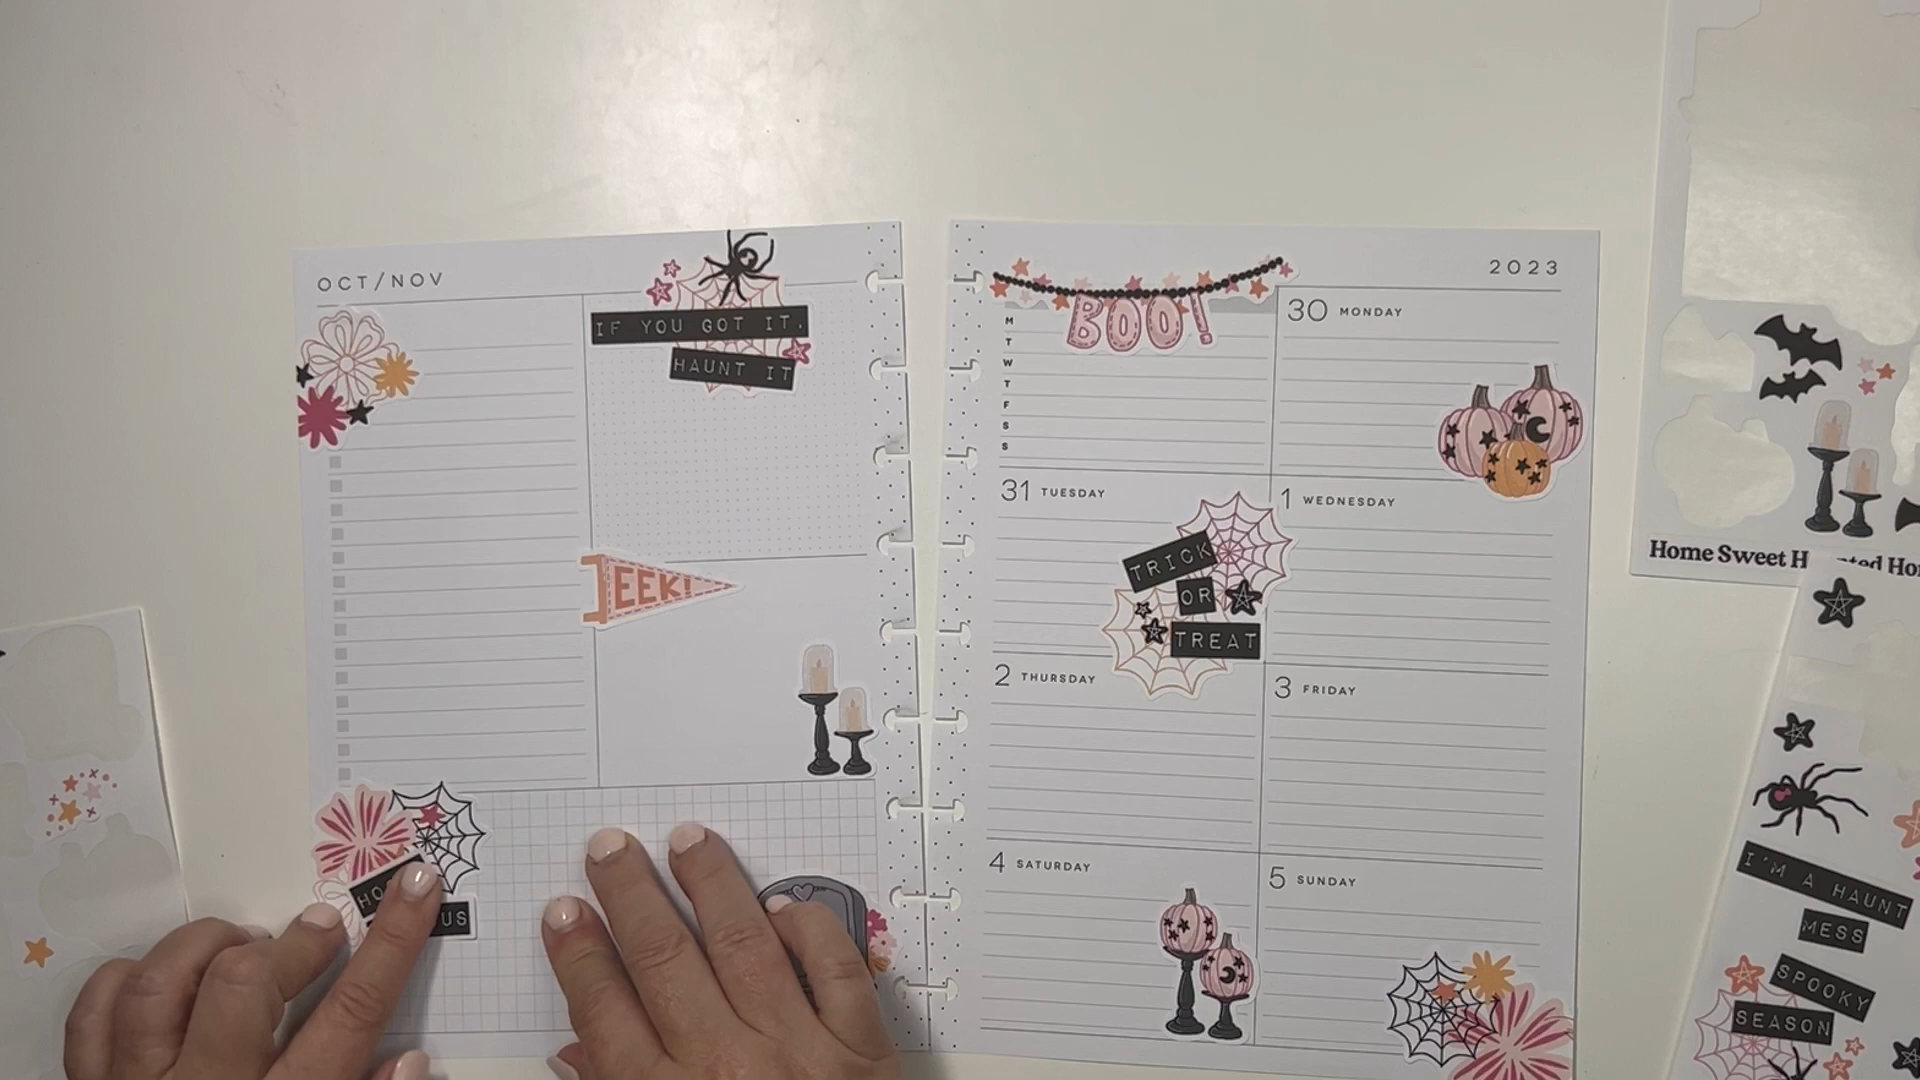 OCT/NOV
IF YOU GOT IT,
HAUNT IT
EEK!
2023
BOO!
M
T
W
T
F
S
S
30 MONDAY
31 TUESDAY
1 WEDNESDAY
TRICK
OR
TREAT
2 THURSDAY
3 FRIDAY
4 SATURDAY
5 SUNDAY
Home Sweet
I'M A HAUNT
MESS
SPOOKY
SEASON